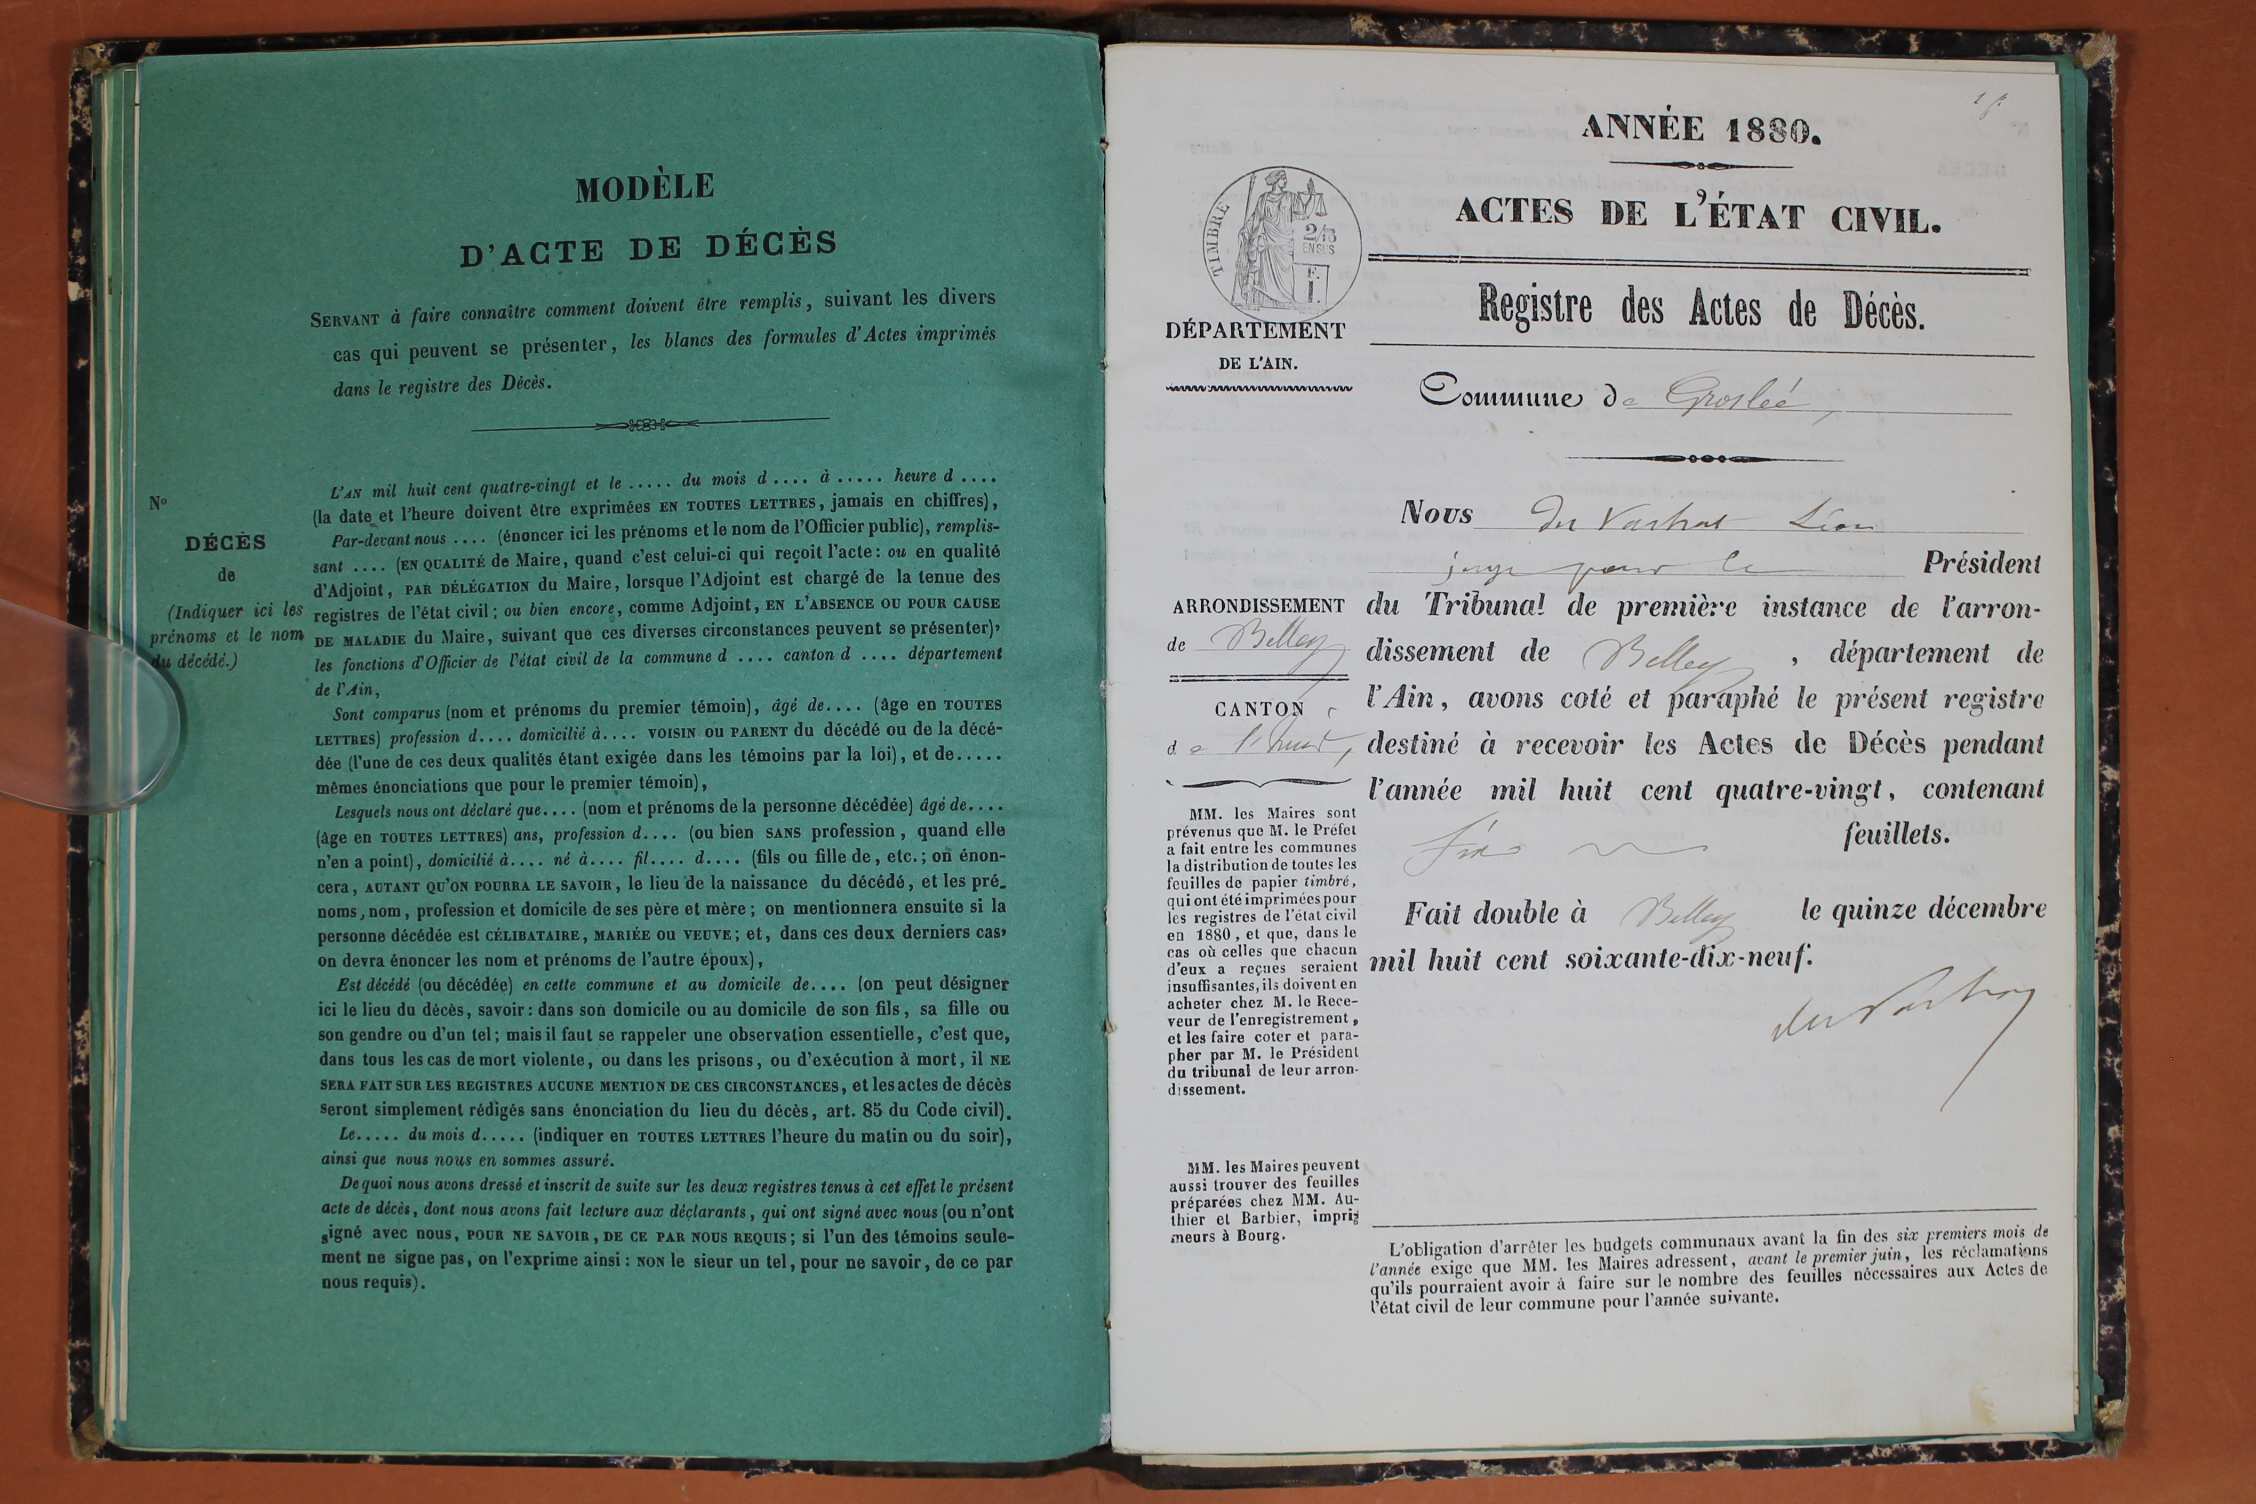 MODÈLE
D'ACTE DE DÉCÈS
SERVANT à faire connaître comment doivent être remplis, suivant les divers
cas qui peuvent se présenter, les blancs des formules d'Actes imprimés
dans le registre des Décès.
N°
DÉCÈS
de
(Indiquer ici les
prénoms et le nom
du décédé.)
L'AN mil huit cent quatre-vingt et le ..... du mois d .... à ..... heure d ....
(la date et l'heure doivent être exprimées EN TOUTES LETTRES, jamais en chiffres),
Par-devant nous .... (énoncer ici les prénoms et le nom de l'Officier public), remplis-
sant .... (EN QUALITÉ de Maire, quand c'est celui-ci qui reçoit l'acte: ou en qualité
d'Adjoint, PAR DÉLÉGATION du Maire, lorsque l'Adjoint est chargé de la tenue des
registres de l'état civil; ou bien encore, comme Adjoint, EN L'ABSENCE OU POUR CAUSE
DE MALADIE du Maire, suivant que ces diverses circonstances peuvent se présenter),
les fonctions d'Officier de l'état civil de la commune d .... canton d .... département
de l'Ain,
Sont comparus (nom et prénoms du premier témoin), âgé de.... (âge en TOUTES
LETTRES) profession d.... domicilié à.... VOISIN OU PARENT du décédé ou de la décé-
dée (l'une de ces deux qualités étant exigée dans les témoins par la loi), et de.....
mêmes énonciations que pour le premier témoin),
Lesquels nous ont déclaré que.... (nom et prénoms de la personne décédée) âgé de....
(âge en TOUTES LETTRES) ans, profession d.... (ou bien SANS profession, quand elle
n'en a point), domicilié à.... né à.... fil.... d.... (fils ou fille de, etc.; on énon-
cera, AUTANT QU'ON POURRA LE SAVOIR, le lieu de la naissance du décédé, et les pré-
noms, nom, profession et domicile de ses père et mère; on mentionnera ensuite si la
personne décédée est CÉLIBATAIRE, MARIÉE OU VEUVE; et, dans ces deux derniers cas,
on devra énoncer les nom et prénoms de l'autre époux),
Est décédé (ou décédée) en cette commune et au domicile de.... (on peut désigner
ici le lieu du décès, savoir: dans son domicile ou au domicile de son fils, sa fille ou
son gendre ou d'un tel; mais il faut se rappeler une observation essentielle, c'est que,
dans tous les cas de mort violente, ou dans les prisons, ou d'exécution à mort, il NE
SERA FAIT SUR LES REGISTRES AUCUNE MENTION DE CES CIRCONSTANCES, et les actes de décès
seront simplement rédigés sans énonciation du lieu du décès, art. 85 du Code civil).
Le..... du mois d..... (indiquer en TOUTES LETTRES l'heure du matin ou du soir),
ainsi que nous nous en sommes assuré.
De quoi nous avons dressé et inscrit de suite sur les deux registres tenus à cet effet le présent
acte de décès, dont nous avons fait lecture aux déclarants, qui ont signé avec nous (ou n'ont
signé avec nous, POUR NE SAVOIR, DE CE PAR NOUS REQUIS; si l'un des témoins seule-
ment ne signe pas, on l'exprime ainsi: NON le sieur un tel, pour ne savoir, de ce par
nous requis).
ANNÉE 1880.
ACTES DE L'ÉTAT CIVIL.
TIMBRE
2/10
EN SUS
F.
1.
DÉPARTEMENT
DE L'AIN.
Registre des Actes de Décès.
Commune de Groslée,
ARRONDISSEMENT
de Belley
CANTON
de
Nous Du Vachat Léon
juge pour le Président
du Tribunal de première instance de l'arron-
dissement de Belley, département de
l'Ain, avons coté et paraphé le présent registre
destiné à recevoir les Actes de Décès pendant
l'année mil huit cent quatre-vingt, contenant
six feuillets.
Fait double à Belley le quinze décembre
mil huit cent soixante-dix-neuf.
du Vachat
MM. les Maires sont
prévenus que M. le Préfet
a fait entre les communes
la distribution de toutes les
feuilles de papier timbré,
qui ont été imprimées pour
les registres de l'état civil
en 1880, et que, dans le
cas où celles que chacun
d'eux a reçues seraient
insuffisantes, ils doivent en
acheter chez M. le Rece-
veur de l'enregistrement,
et les faire coter et para-
pher par M. le Président
du tribunal de leur arron-
dissement.
MM. les Maires peuvent
aussi trouver des feuilles
préparées chez MM. Au-
thier et Barbier, impri-
meurs à Bourg.
L'obligation d'arrêter les budgets communaux avant la fin des six premiers mois de
l'année exige que MM. les Maires adressent, avant le premier juin, les réclamations
qu'ils pourraient avoir à faire sur le nombre des feuilles nécessaires aux Actes de
l'état civil de leur commune pour l'année suivante.